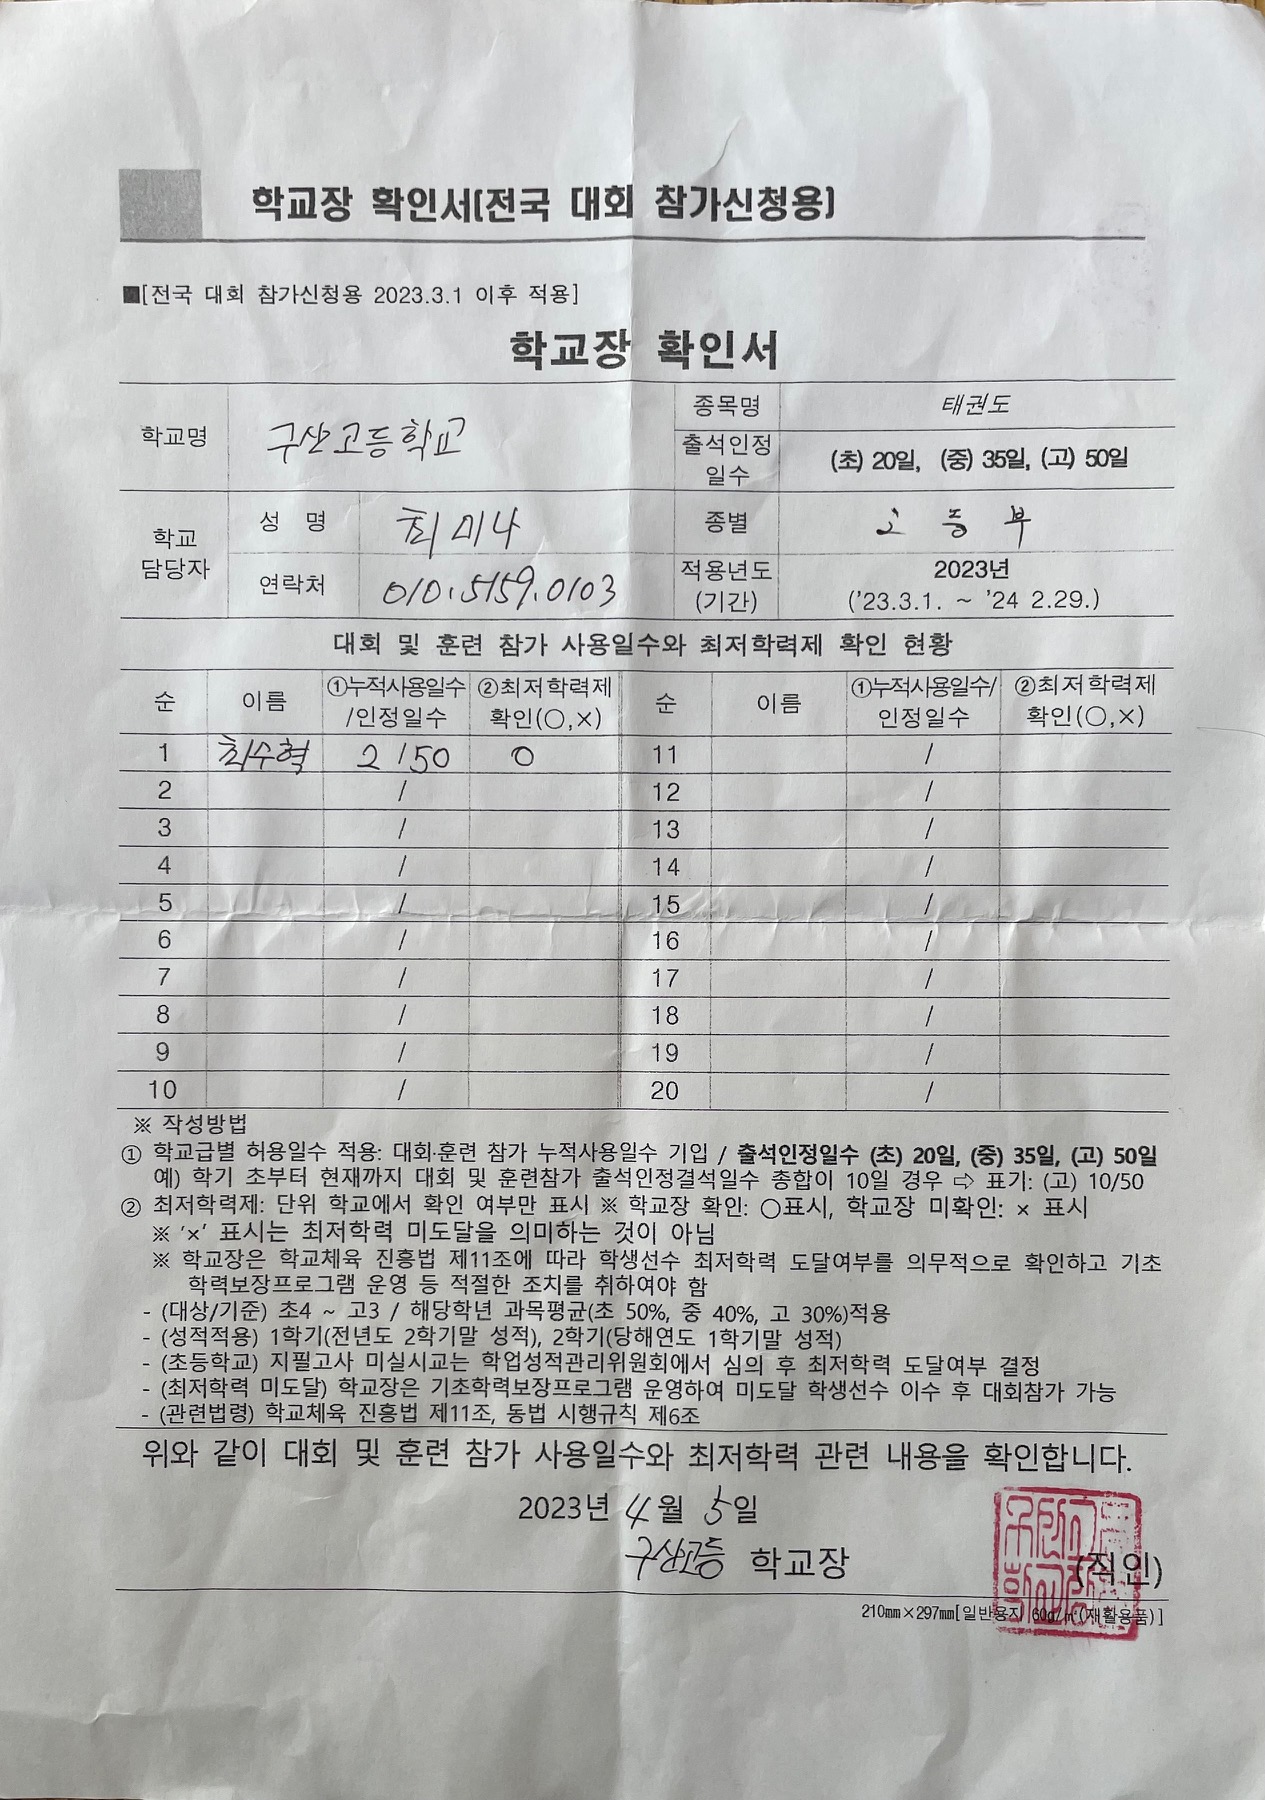 학교장 확인서(전국 대회 참가신청용)
■[전국 대회 참가신청용 2023.3.1 이후 적용]
학교장 확인서
학교명 구산고등학교 종목명 태권도
출석인정 일수 (초) 20일, (중) 35일, (고) 50일
학교 담당자 성 명 최미나 종별 고등부
연락처 010.5159.0103 적용년도 (기간) 2023년 ('23.3.1. ~ '24 2.29.)
대회 및 훈련 참가 사용일수와 최저학력제 확인 현황
순 이름 ①누적사용일수/인정일수 ②최저학력제 확인(○,×) 순 이름 ①누적사용일수/인정일수 ②최저학력제 확인(○,×)
1 최수혁 2/50 O 11 /
2 / 12 /
3 / 13 /
4 / 14 /
5 / 15 /
6 / 16 /
7 / 17 /
8 / 18 /
9 / 19 /
10 / 20 /
※ 작성방법
① 학교급별 허용일수 적용: 대회·훈련 참가 누적사용일수 기입 / 출석인정일수 (초) 20일, (중) 35일, (고) 50일
예) 학기 초부터 현재까지 대회 및 훈련참가 출석인정결석일수 총합이 10일 경우 ⇨ 표기: (고) 10/50
② 최저학력제: 단위 학교에서 확인 여부만 표시 ※ 학교장 확인: ○표시, 학교장 미확인: × 표시
※ '×' 표시는 최저학력 미도달을 의미하는 것이 아님
※ 학교장은 학교체육 진흥법 제11조에 따라 학생선수 최저학력 도달여부를 의무적으로 확인하고 기초
학력보장프로그램 운영 등 적절한 조치를 취하여야 함
- (대상/기준) 초4 ~ 고3 / 해당학년 과목평균(초 50%, 중 40%, 고 30%)적용
- (성적적용) 1학기(전년도 2학기말 성적), 2학기(당해연도 1학기말 성적)
- (초등학교) 지필고사 미실시교는 학업성적관리위원회에서 심의 후 최저학력 도달여부 결정
- (최저학력 미도달) 학교장은 기초학력보장프로그램 운영하여 미도달 학생선수 이수 후 대회참가 가능
- (관련법령) 학교체육 진흥법 제11조, 동법 시행규칙 제6조
위와 같이 대회 및 훈련 참가 사용일수와 최저학력 관련 내용을 확인합니다.
2023년 4월 5일
구산고등 학교장 (직인)
210㎜×297㎜[일반용지 60g/㎡(재활용품)]